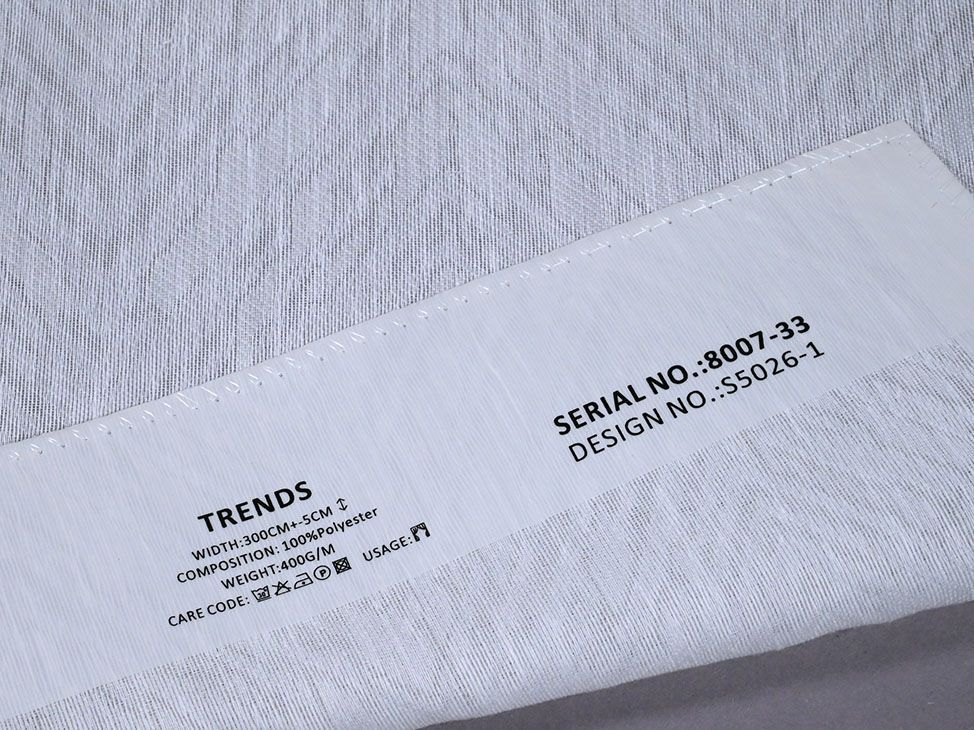 SERIAL NO.:8007-33
DESIGN NO.:S5026-1
TRENDS
WIDTH:300CM+-5CM
COMPOSITION: 100%Polyester
WEIGHT:400G/M
CARE CODE: USAGE: